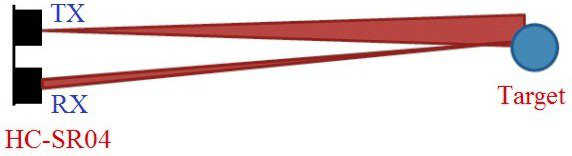 TX
RX
Target
HC-SR04